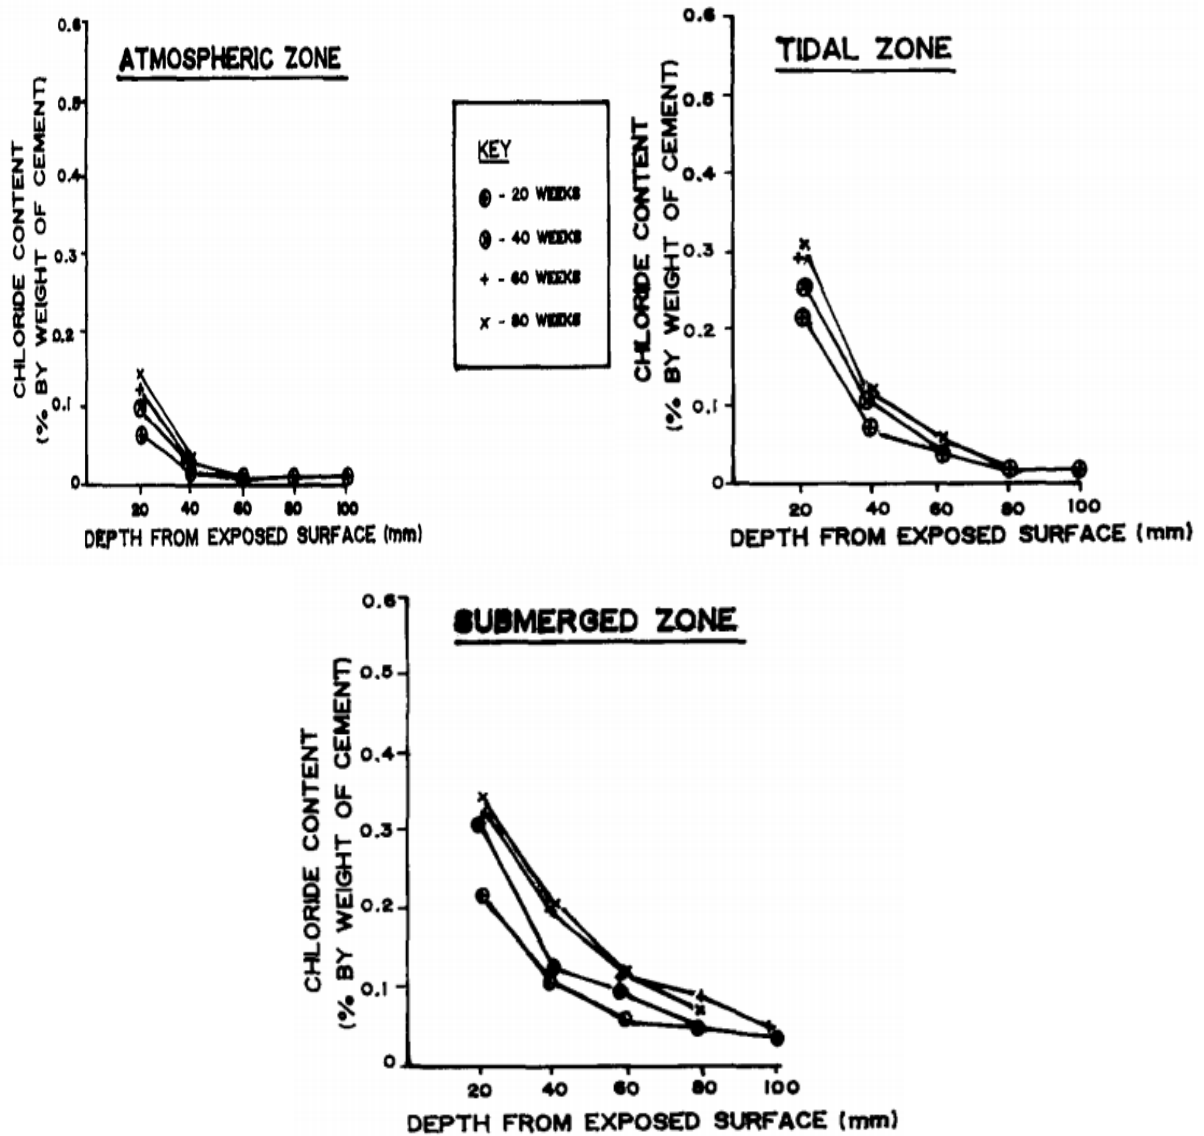 ATMOSPHERIC ZONE
CHLORIDE CONTENT
(% BY WEIGHT OF CEMENT)
0.6
0.5
0.4
0.3
0.2
0.1
0
20 40 60 80 100
DEPTH FROM EXPOSED SURFACE (mm)
KEY
- 20 WEEKS
- 40 WEEKS
+ - 60 WEEKS
x - 80 WEEKS
TIDAL ZONE
CHLORIDE CONTENT
(% BY WEIGHT OF CEMENT)
0.6
0.5
0.4
0.3
0.2
0.1
0
20 40 60 80 100
DEPTH FROM EXPOSED SURFACE (mm)
SUBMERGED ZONE
CHLORIDE CONTENT
(% BY WEIGHT OF CEMENT)
0.6
0.5
0.4
0.3
0.2
0.1
0
20 40 60 80 100
DEPTH FROM EXPOSED SURFACE (mm)